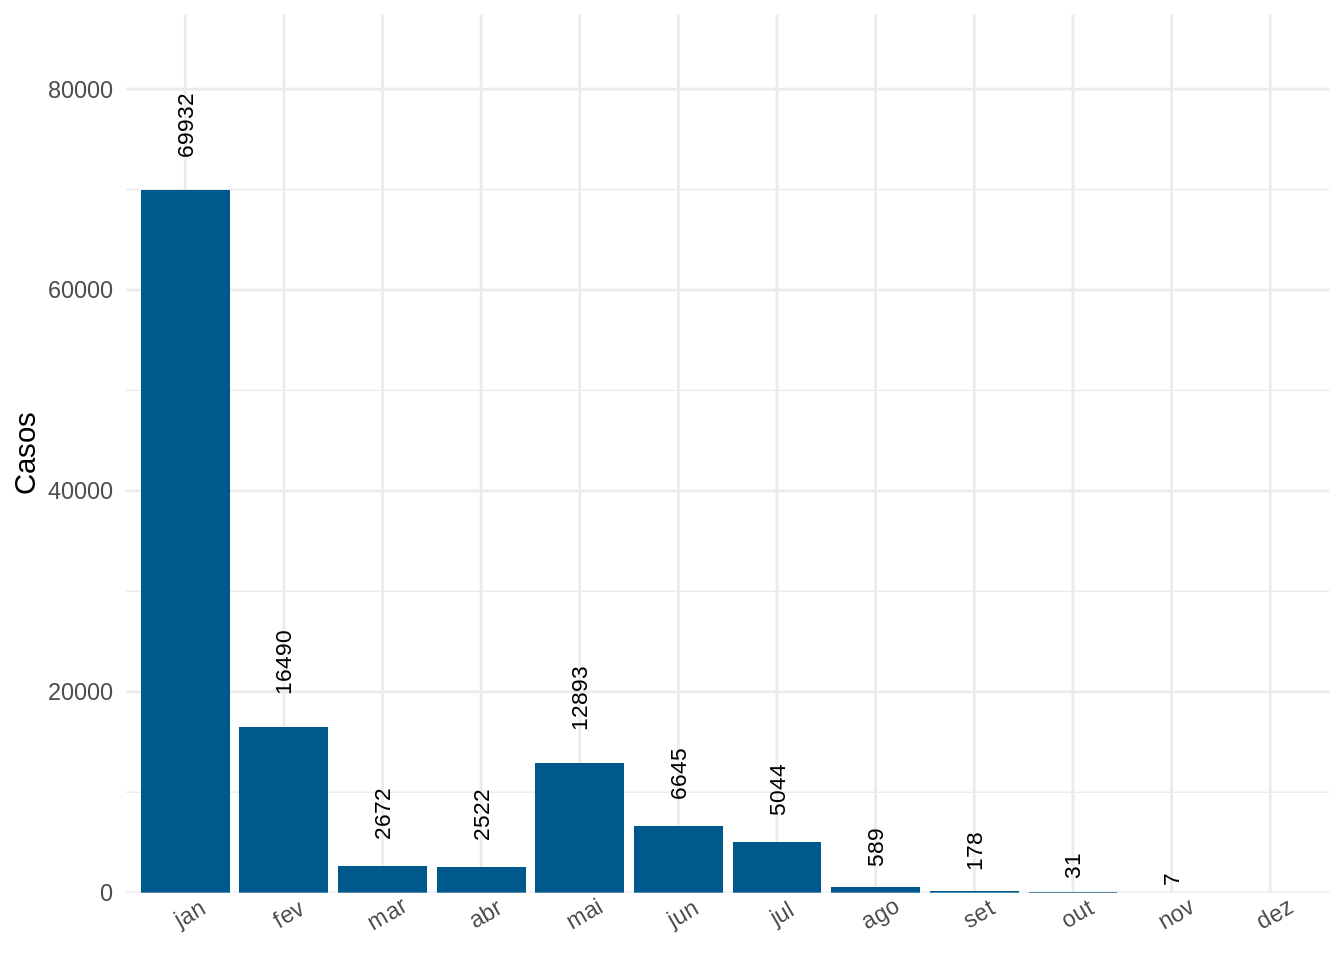 Casos
80000
60000
40000
20000
0
69932
16490
2672
2522
12893
6645
5044
589
178
31
7
jan
fev
mar
abr
mai
jun
jul
ago
set
out
nov
dez